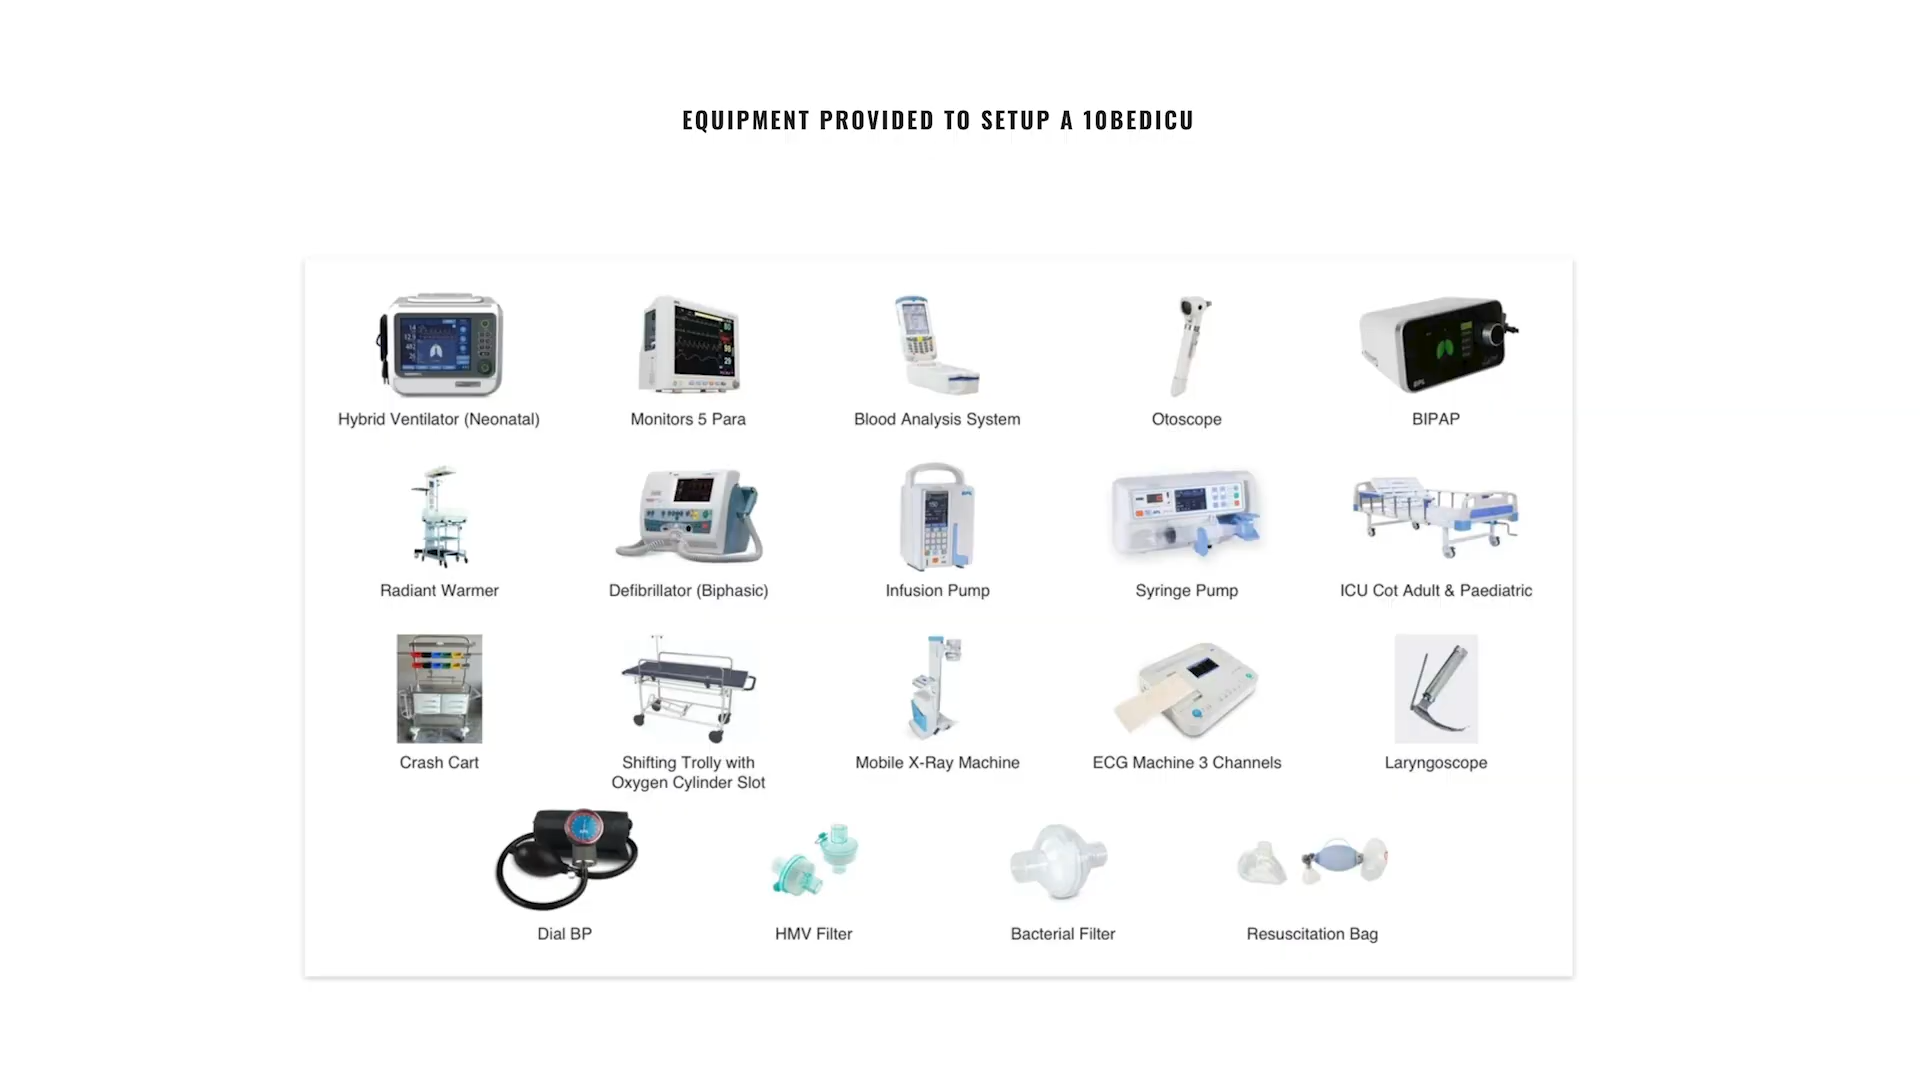 EQUIPMENT PROVIDED TO SETUP A 10BEDICU
Hybrid Ventilator (Neonatal)
Monitors 5 Para
Blood Analysis System
Otoscope
BIPAP
Radiant Warmer
Defibrillator (Biphasic)
Infusion Pump
Syringe Pump
ICU Cot Adult & Paediatric
Crash Cart
Shifting Trolly with
Oxygen Cylinder Slot
Mobile X-Ray Machine
ECG Machine 3 Channels
Laryngoscope
Dial BP
HMV Filter
Bacterial Filter
Resuscitation Bag